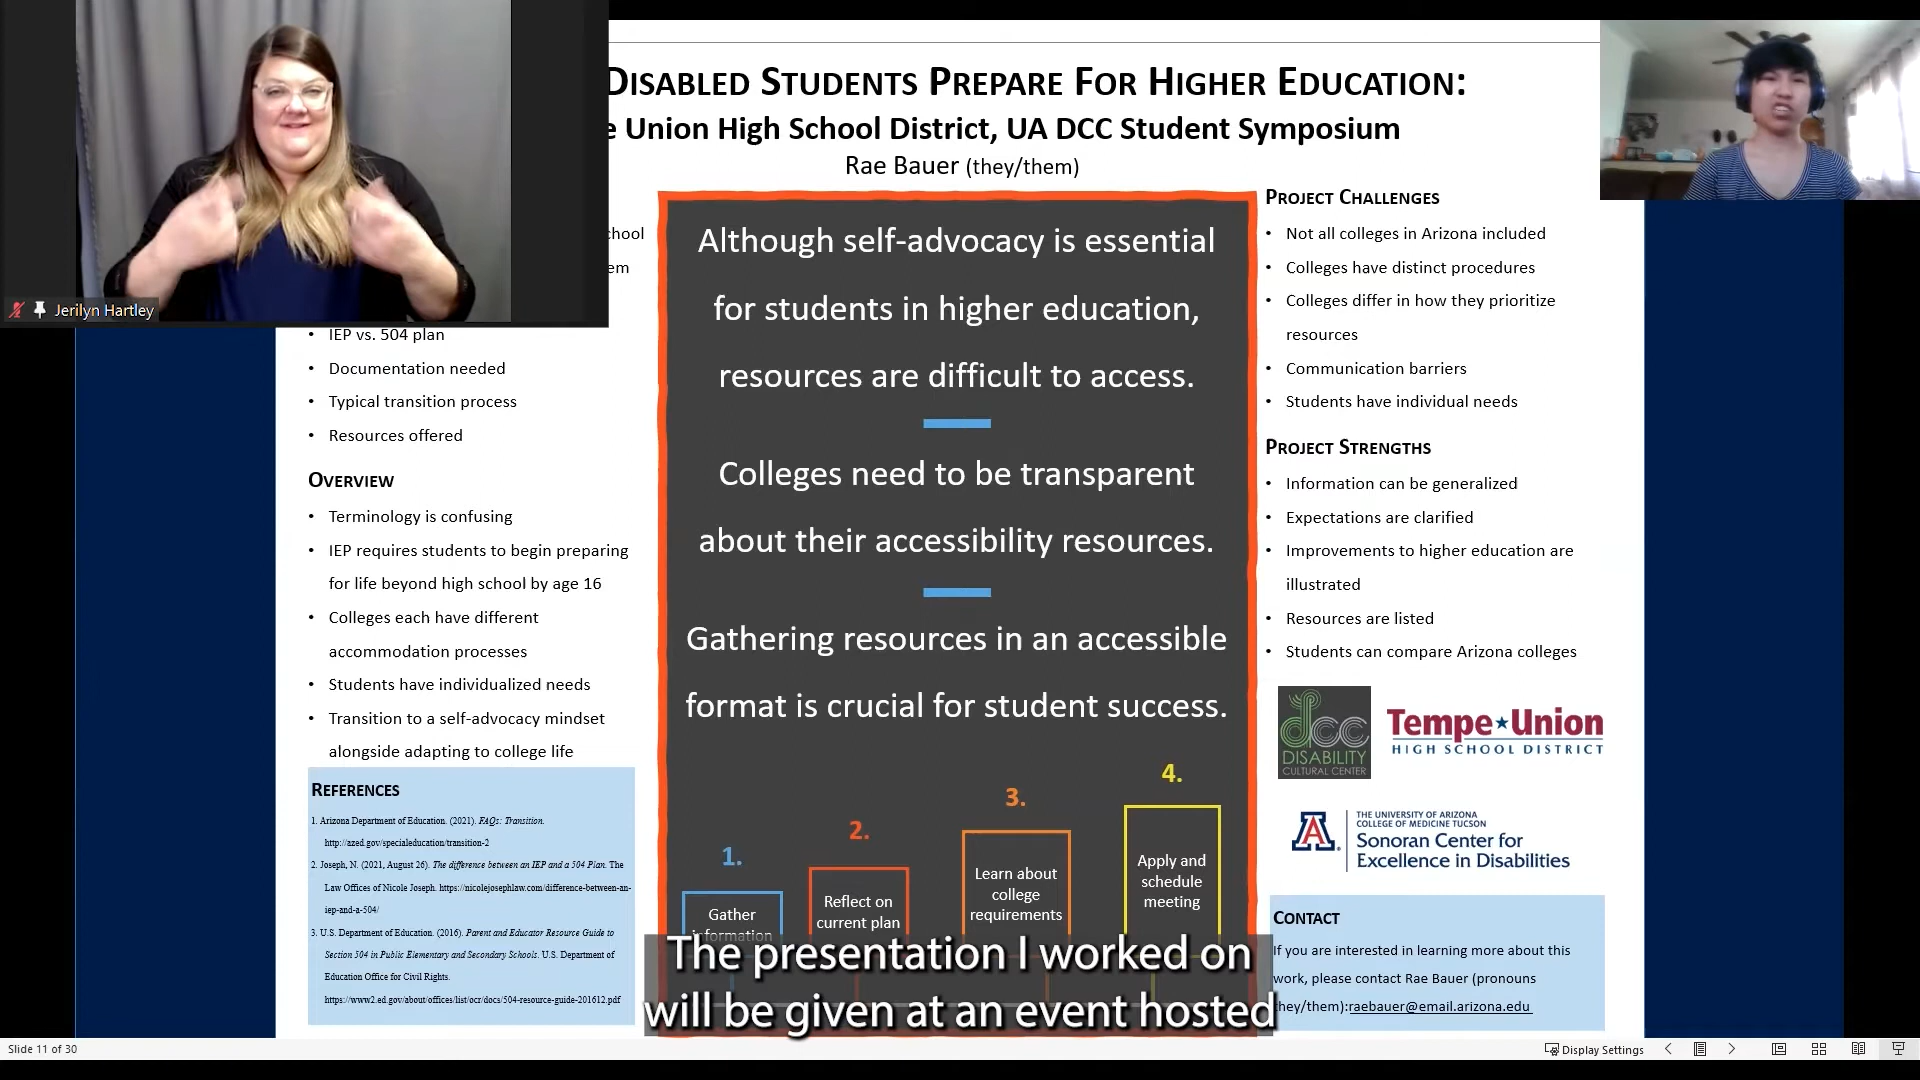 DISABLED STUDENTS PREPARE FOR HIGHER EDUCATION:
e Union High School District, UA DCC Student Symposium
Rae Bauer (they/them)
Jerilyn Hartley
hool
em
• IEP vs. 504 plan
• Documentation needed
• Typical transition process
• Resources offered
OVERVIEW
• Terminology is confusing
• IEP requires students to begin preparing
for life beyond high school by age 16
• Colleges each have different
accommodation processes
• Students have individualized needs
• Transition to a self-advocacy mindset
alongside adapting to college life
REFERENCES
1. Arizona Department of Education. (2021). FAQs: Transition.
http://azed.gov/specialeducation/transition-2
2. Joseph, N. (2021, August 26). The difference between an IEP and a 504 Plan. The
Law Offices of Nicole Joseph. https://nicolejosephlaw.com/difference-between-an-
iep-and-a-504/
3. U.S. Department of Education. (2016). Parent and Educator Resource Guide to
Section 504 in Public Elementary and Secondary Schools. U.S. Department of
Education Office for Civil Rights.
https://www2.ed.gov/about/offices/list/ocr/docs/504-resource-guide-201612.pdf
Although self-advocacy is essential
for students in higher education,
resources are difficult to access.
Colleges need to be transparent
about their accessibility resources.
Gathering resources in an accessible
format is crucial for student success.
1.
Gather
information
2.
Reflect on
current plan
3.
Learn about
college
requirements
4.
Apply and
schedule
meeting
PROJECT CHALLENGES
• Not all colleges in Arizona included
• Colleges have distinct procedures
• Colleges differ in how they prioritize
resources
• Communication barriers
• Students have individual needs
PROJECT STRENGTHS
• Information can be generalized
• Expectations are clarified
• Improvements to higher education are
illustrated
• Resources are listed
• Students can compare Arizona colleges
dcc
DISABILITY
CULTURAL CENTER
Tempe Union
HIGH SCHOOL DISTRICT
A
THE UNIVERSITY OF ARIZONA
COLLEGE OF MEDICINE TUCSON
Sonoran Center for
Excellence in Disabilities
CONTACT
If you are interested in learning more about this
work, please contact Rae Bauer (pronouns
they/them):raebauer@email.arizona.edu
The presentation I worked on
will be given at an event hosted
Slide 11 of 30
Display Settings